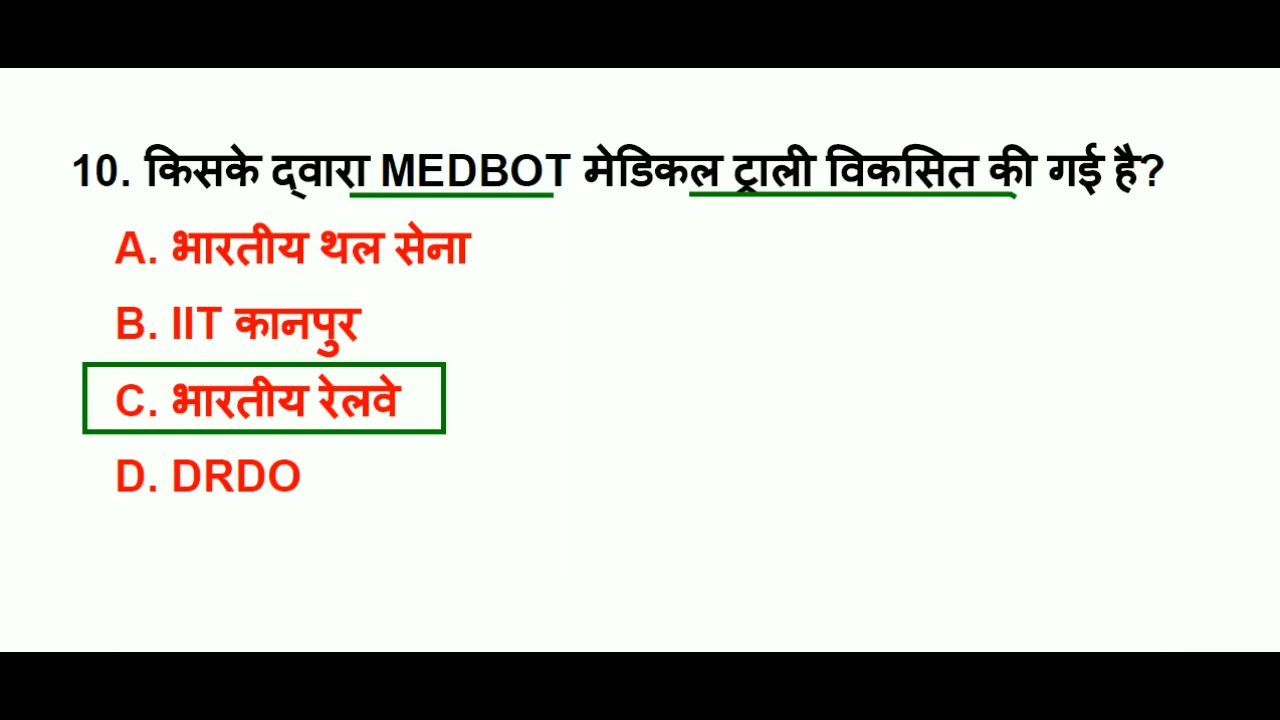 10. किसके द्वारा MEDBOT मेडिकल ट्राली विकसित की गई है?
A. भारतीय थल सेना
B. IIT कानपुर
C. भारतीय रेलवे
D. DRDO